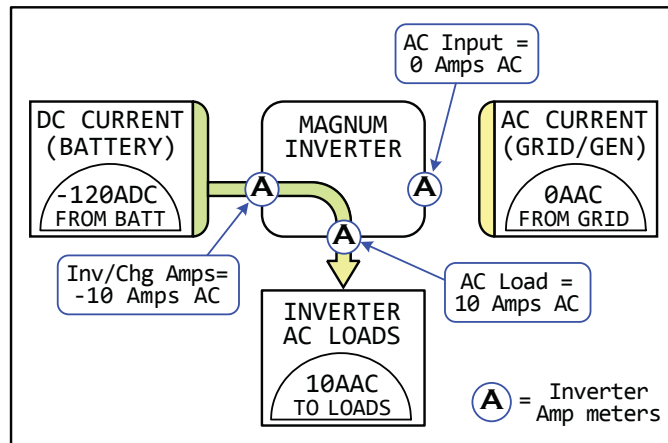 AC Input =
0 Amps AC
DC CURRENT
(BATTERY)
-120ADC
FROM BATT
MAGNUM
INVERTER
A
A
A
AC CURRENT
(GRID/GEN)
0AAC
FROM GRID
Inv/Chg Amps=
-10 Amps AC
AC Load =
10 Amps AC
INVERTER
AC LOADS
10AAC
TO LOADS
A = Inverter
Amp meters